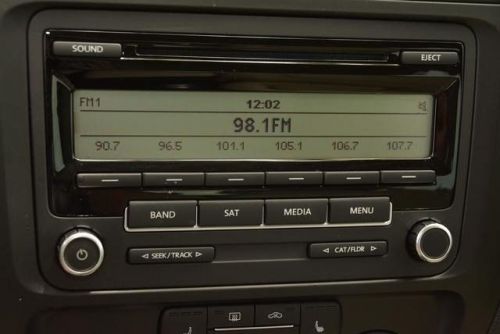 SOUND
EJECT
FM1 12:02
98.1FM
90.7 96.5 101.1 105.1 106.7 107.7
BAND SAT MEDIA MENU
SEEK/TRACK CAT/FLDR